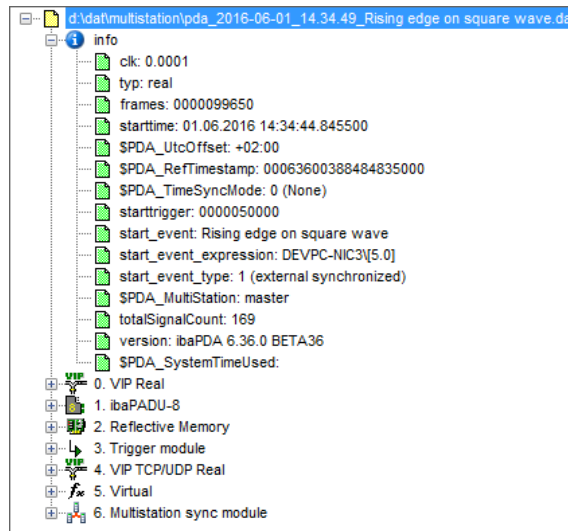 d:\dat\multistation\pda_2016-06-01_14.34.49_Rising edge on square wave.da
info
clk: 0.0001
typ: real
frames: 0000099650
starttime: 01.06.2016 14:34:44.845500
$PDA_UtcOffset: +02:00
$PDA_RefTimestamp: 00063600388484835000
$PDA_TimeSyncMode: 0 (None)
starttrigger: 0000050000
start_event: Rising edge on square wave
start_event_expression: DEVPC-NIC3\[5.0]
start_event_type: 1 (external synchronized)
$PDA_MultiStation: master
totalSignalCount: 169
version: ibaPDA 6.36.0 BETA36
$PDA_SystemTimeUsed:
VIP 0. VIP Real
1. ibaPADU-8
2. Reflective Memory
3. Trigger module
VIP 4. VIP TCP/UDP Real
fx 5. Virtual
6. Multistation sync module